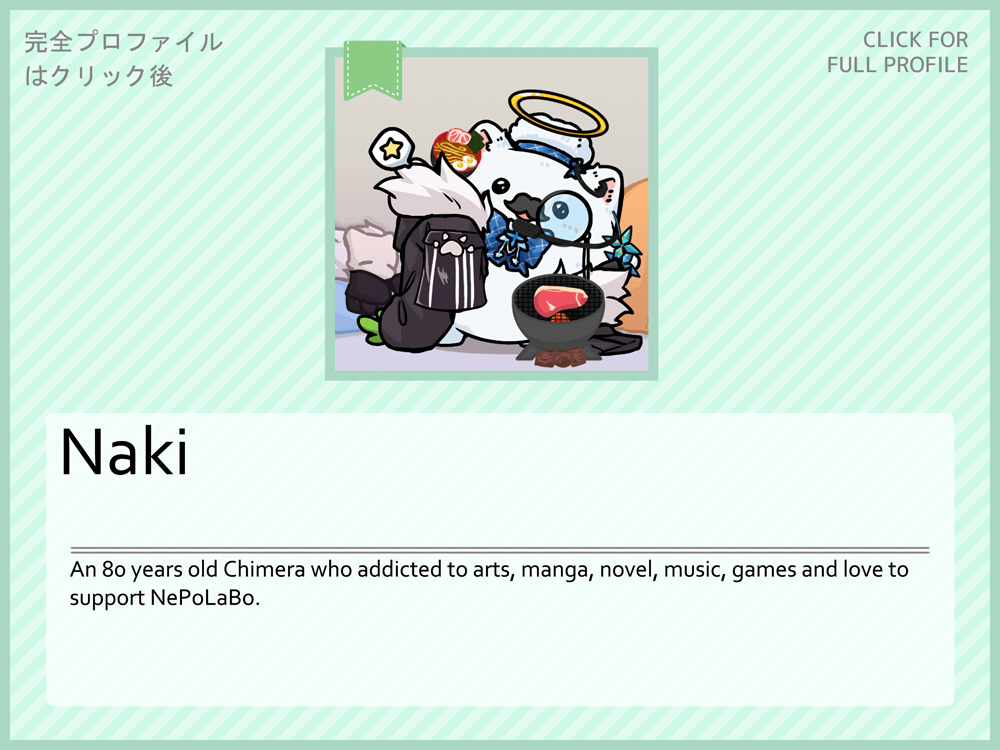 完全プロファイル
はクリック後
CLICK FOR
FULL PROFILE
Naki
An 80 years old Chimera who addicted to arts, manga, novel, music, games and love to
support NePoLaBo.